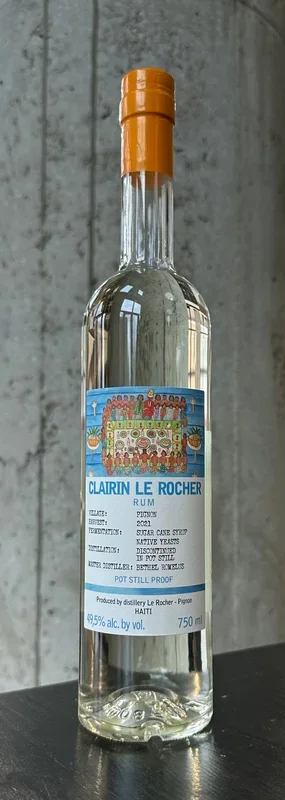 CLAIRIN LE ROCHER
RUM
VILLAGE: PIGNON
HARVEST: 2021
FERMENTATION: SUGAR CANE SYRUP
NATIVE YEASTS
DISTILLATION: DISCONTINUED
IN POT STILL
MASTER DISTILLER: BETHEL ROMELUS
POT STILL PROOF
Produced by distillery Le Rocher - Pignon
HAITI
49,5% alc. by vol. 750 ml